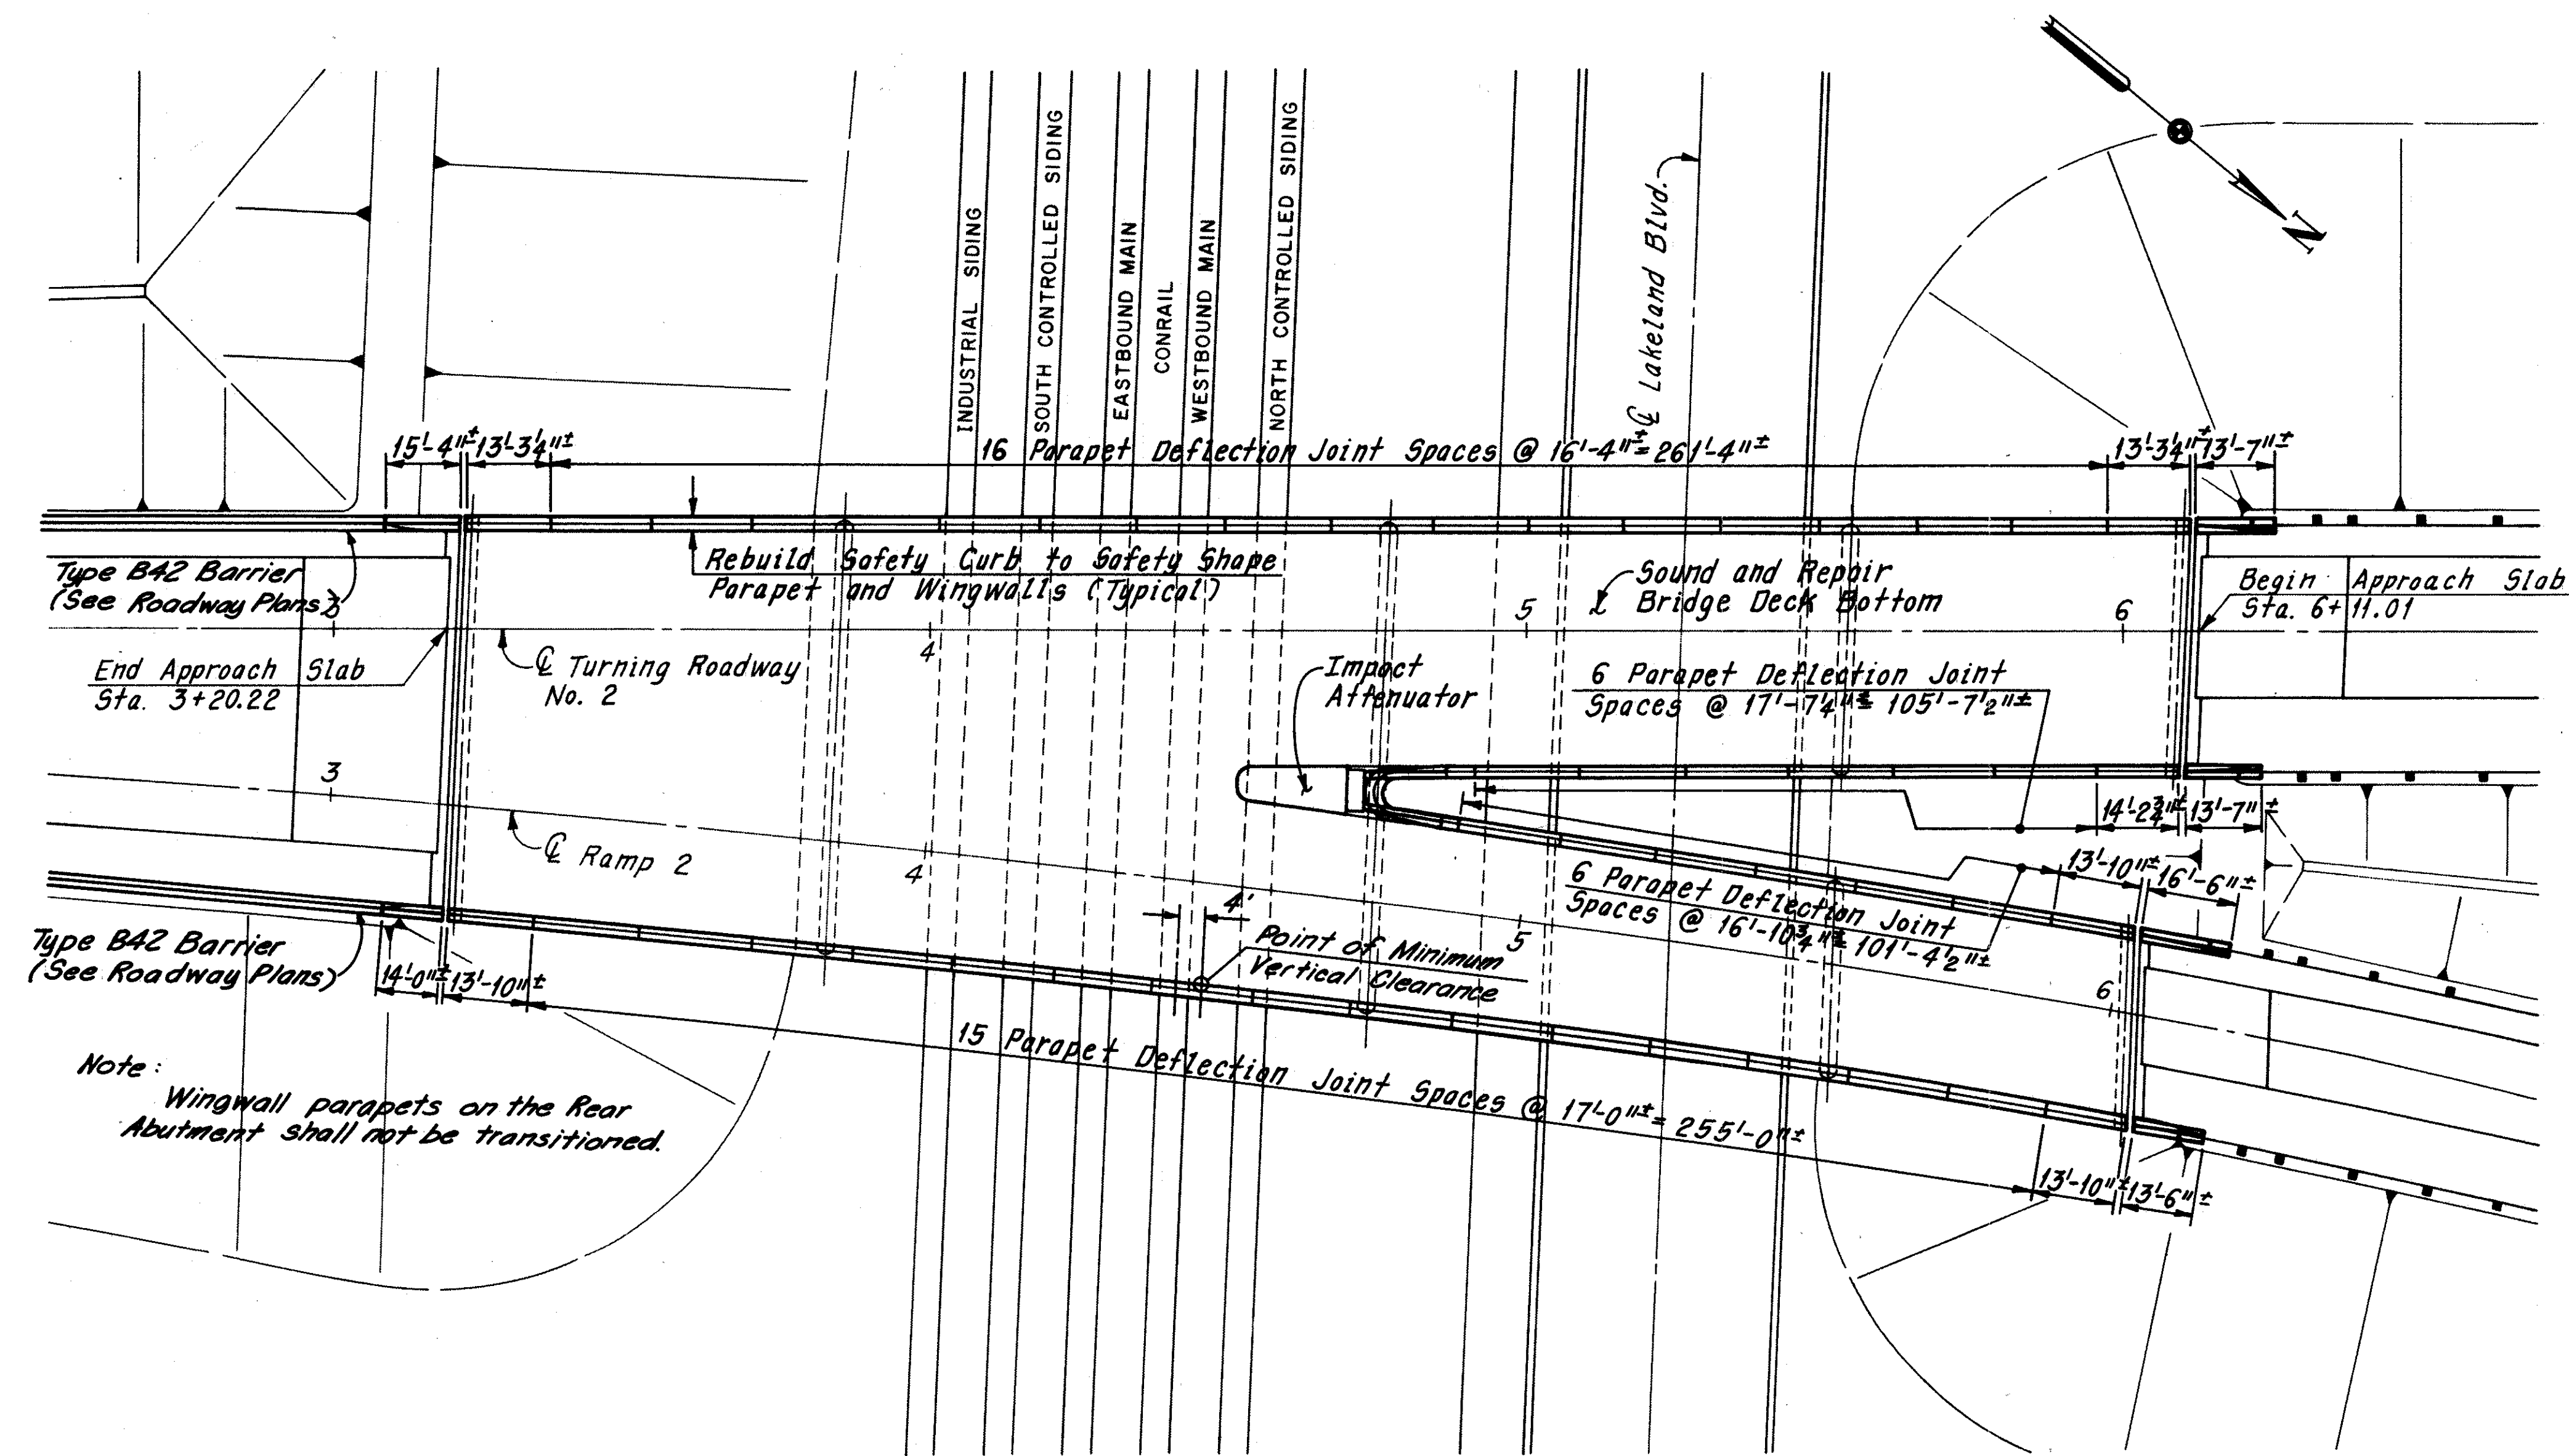 N
INDUSTRIAL SIDING
SOUTH CONTROLLED SIDING
EASTBOUND MAIN
CONRAIL
WESTBOUND MAIN
NORTH CONTROLLED SIDING
℄ Lakeland Blvd.
15'-4"±
13'-3¼"±
16 Parapet Deflection Joint Spaces @ 16'-4"± = 261'-4"±
13'-3¼"±
13'-7"±
Type B42 Barrier
(See Roadway Plans)
3
Rebuild Safety Curb to Safety Shape
Parapet and Wingwalls (Typical)
4
5
Sound and Repair
Bridge Deck Bottom
6
Begin Approach Slab
Sta. 6+11.01
End Approach Slab
Sta. 3+20.22
℄ Turning Roadway
No. 2
Impact
Attenuator
6 Parapet Deflection Joint
Spaces @ 17'-7¼"± = 105'-7½"±
3
℄ Ramp 2
4
14'-2¾"±
13'-7"±
13'-10"±
16'-6"±
6 Parapet Deflection Joint
Spaces @ 16'-10¾"± = 101'-4½"±
4'
5
Point of Minimum
Vertical Clearance
6
Type B42 Barrier
(See Roadway Plans)
14'-0"±
13'-10"±
15 Parapet Deflection Joint Spaces @ 17'-0"± = 255'-0"±
13'-10"±
13'-6"±
Note:
Wingwall parapets on the Rear
Abutment shall not be transitioned.